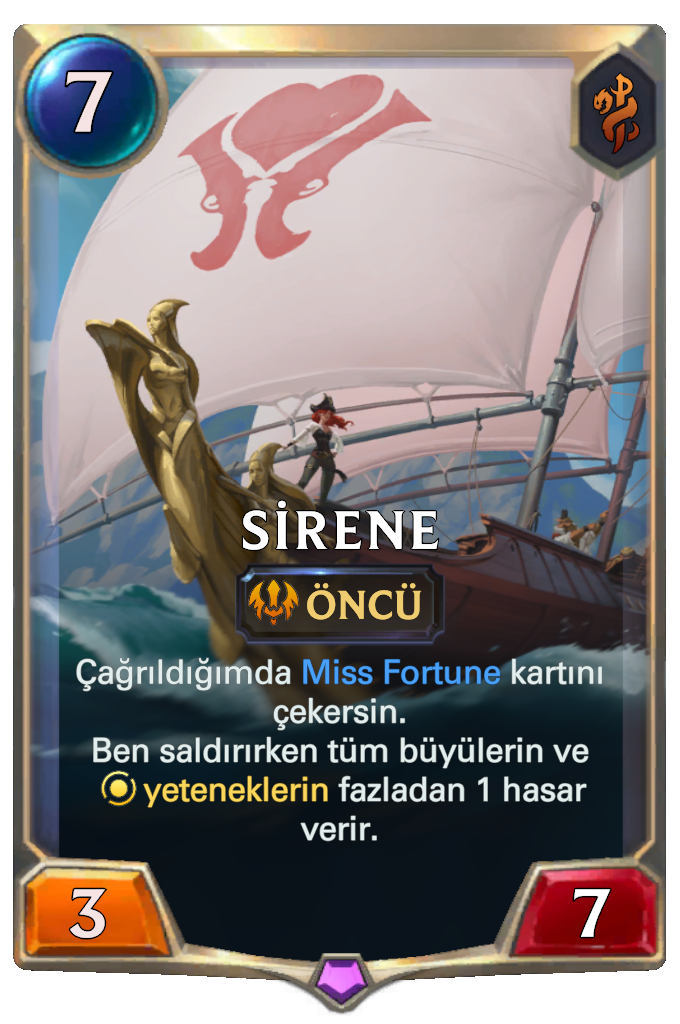 7
SİRENE
ÖNCÜ
Çağrıldığımda Miss Fortune kartını
çekersin.
Ben saldırırken tüm büyülerin ve
yeteneklerin fazladan 1 hasar
verir.
3
7